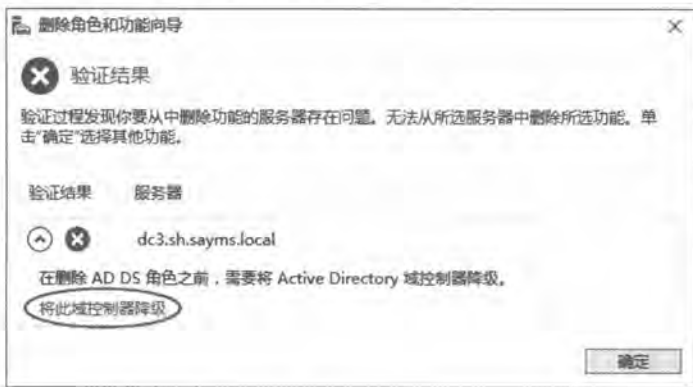 删除角色和功能向导
验证结果
验证过程发现你要从中删除功能的服务器存在问题。无法从所选服务器中删除所选功能。单
击“确定”选择其他功能。
验证结果 服务器
dc3.sh.sayms.local
在删除 AD DS 角色之前，需要将 Active Directory 域控制器降级。
将此域控制器降级
确定